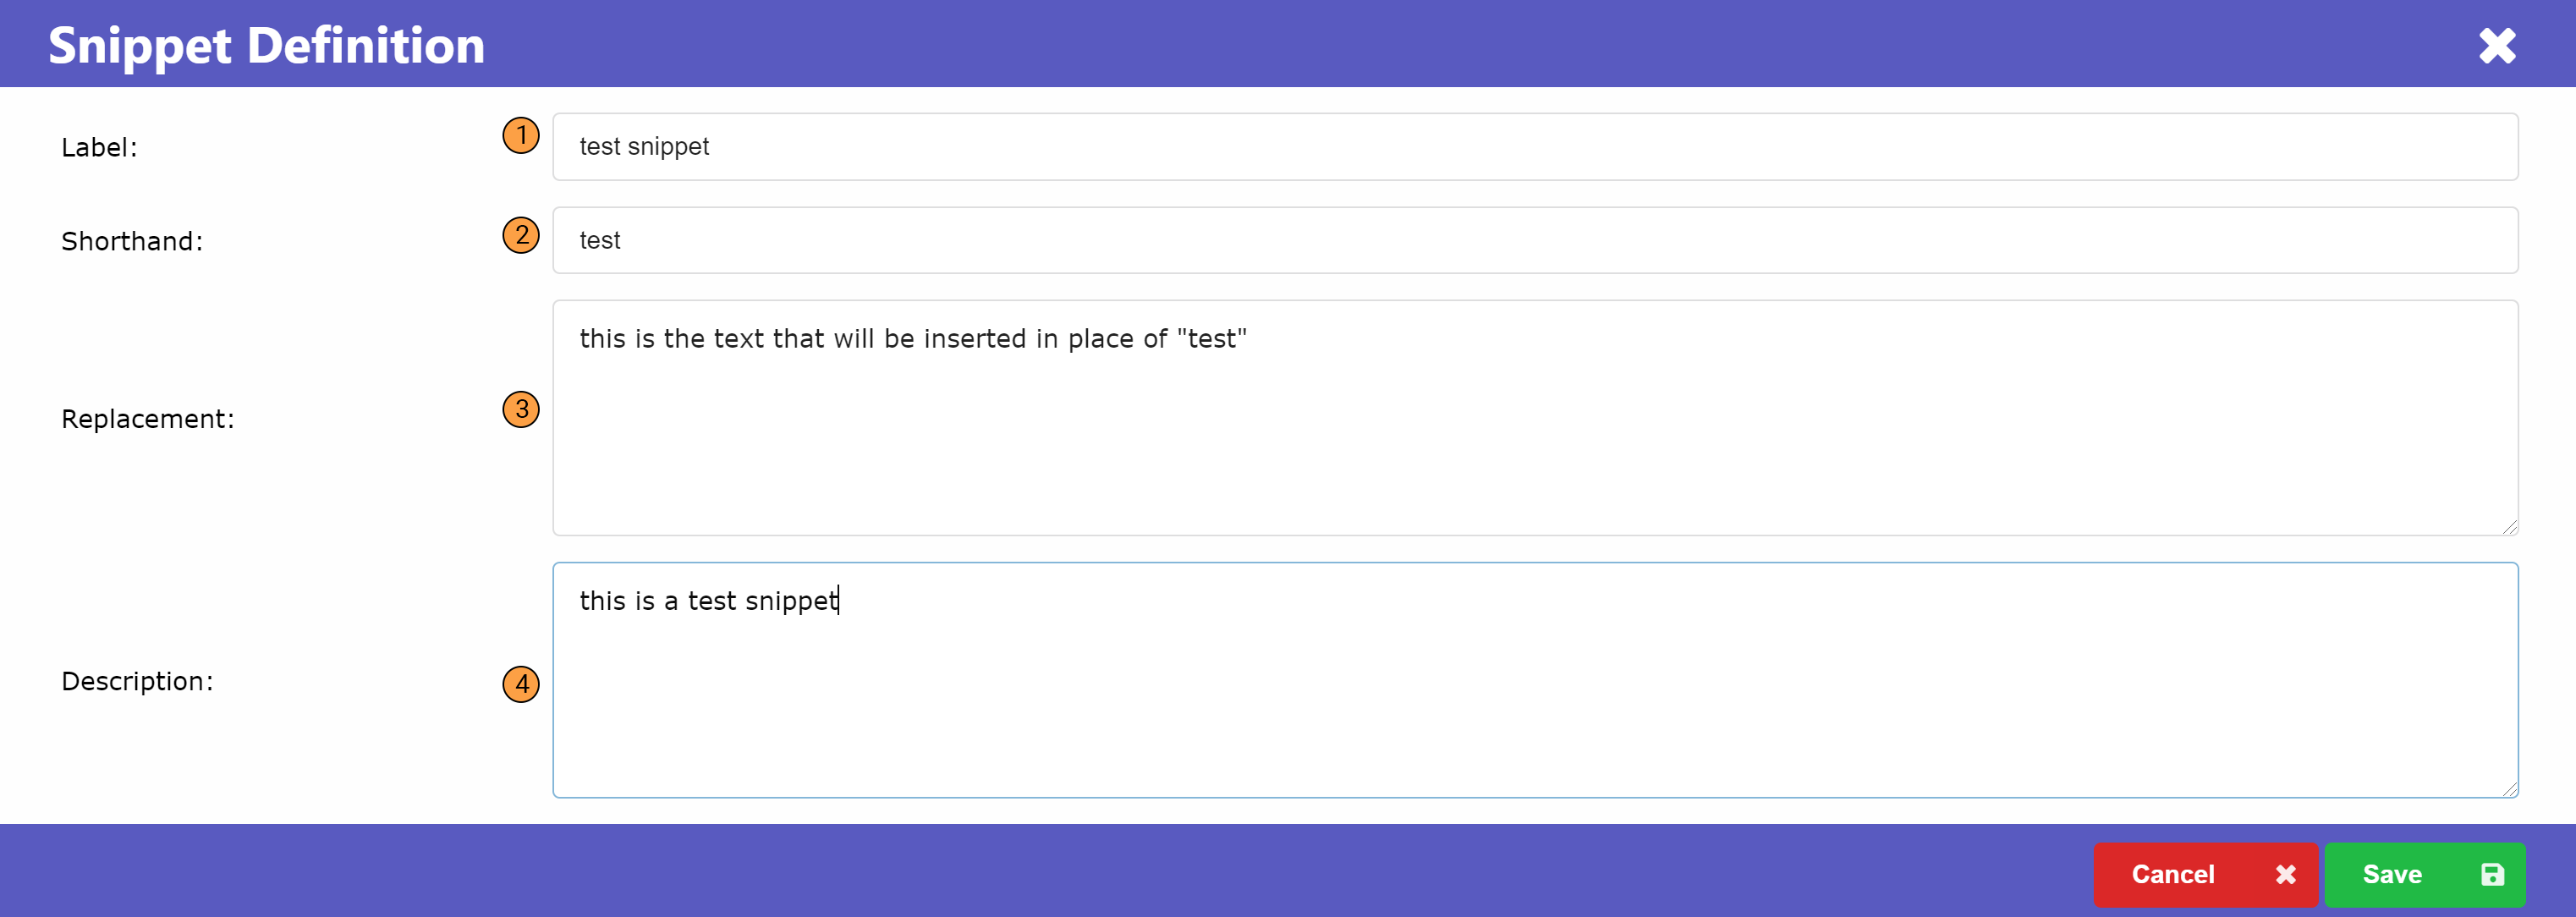 Snippet Definition
Label: 1 test snippet
Shorthand: 2 test
this is the text that will be inserted in place of "test"
Replacement: 3
this is a test snippet
Description: 4
Cancel Save